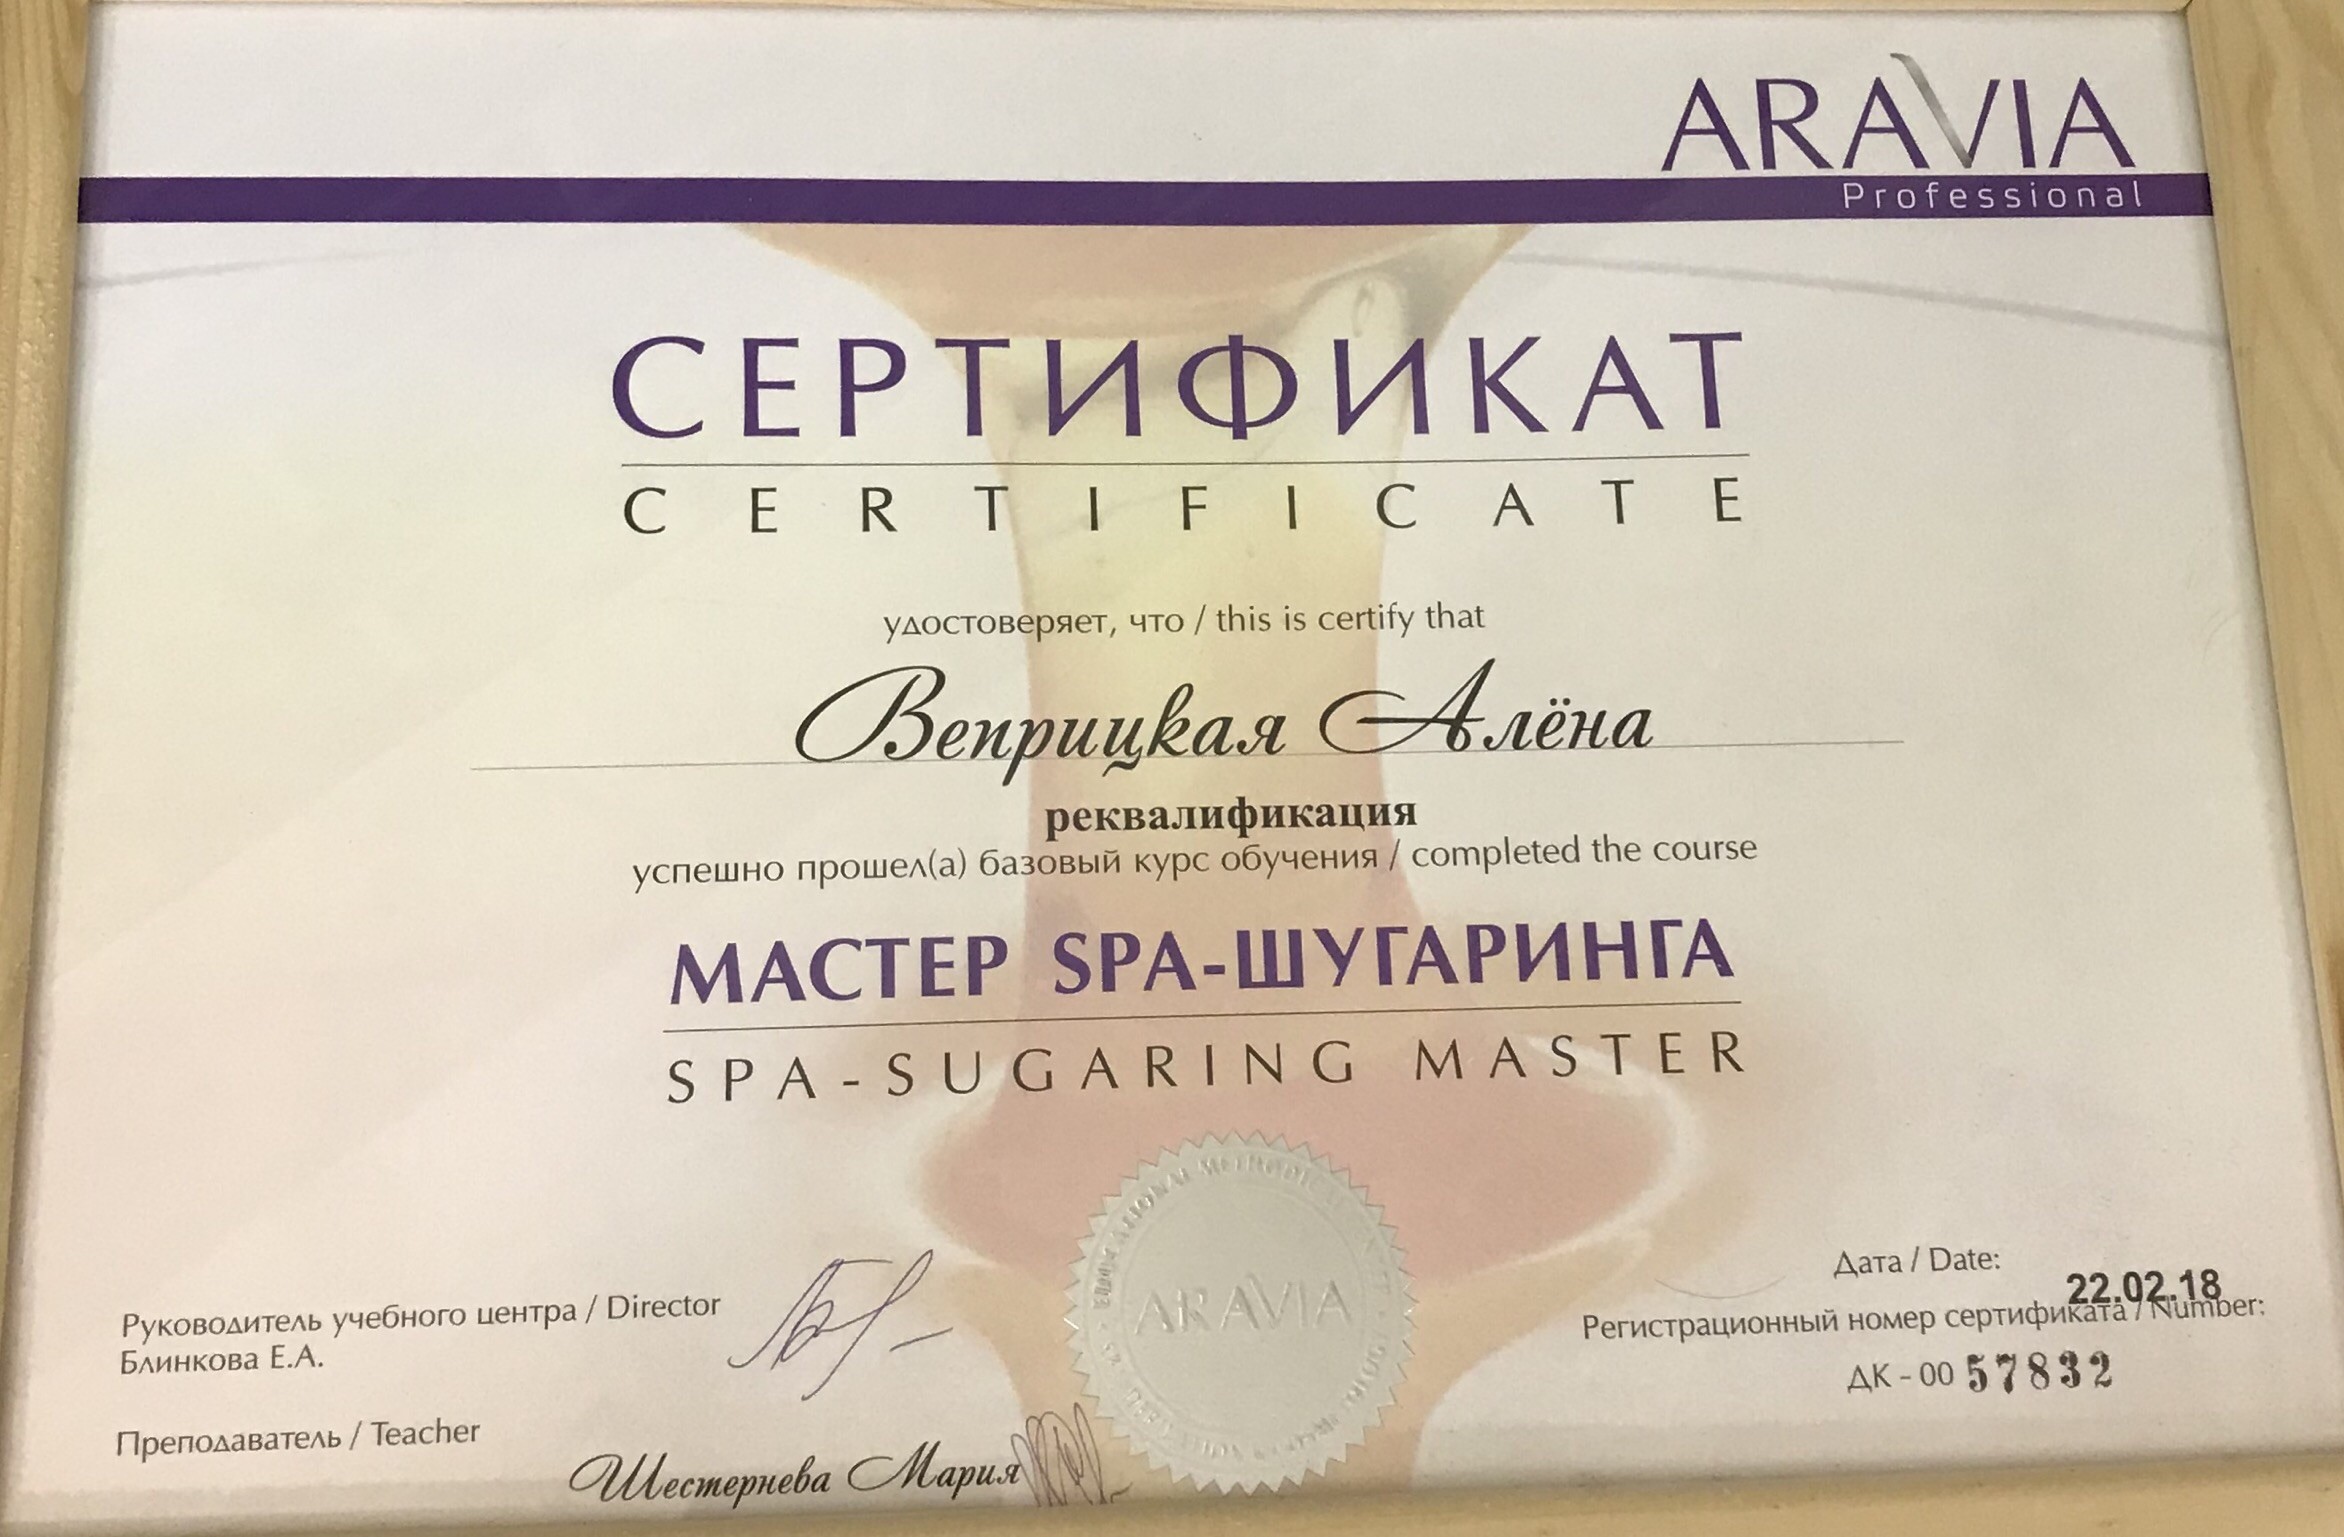 ARAVIA
Professional
СЕРТИФИКАТ
CERTIFICATE
удостоверяет, что / this is certify that
Веприцкая Алёна
реквалификация
успешно прошел(а) базовый курс обучения / completed the course
МАСТЕР SPA-ШУГАРИНГА
SPA-SUGARING MASTER
Руководитель учебного центра / Director
Блинкова Е.А.
Преподаватель / Teacher
Шестернева Мария
ARAVIA
Дата / Date:
22.02.18
Регистрационный номер сертификата / Number:
ДК - 00 57832